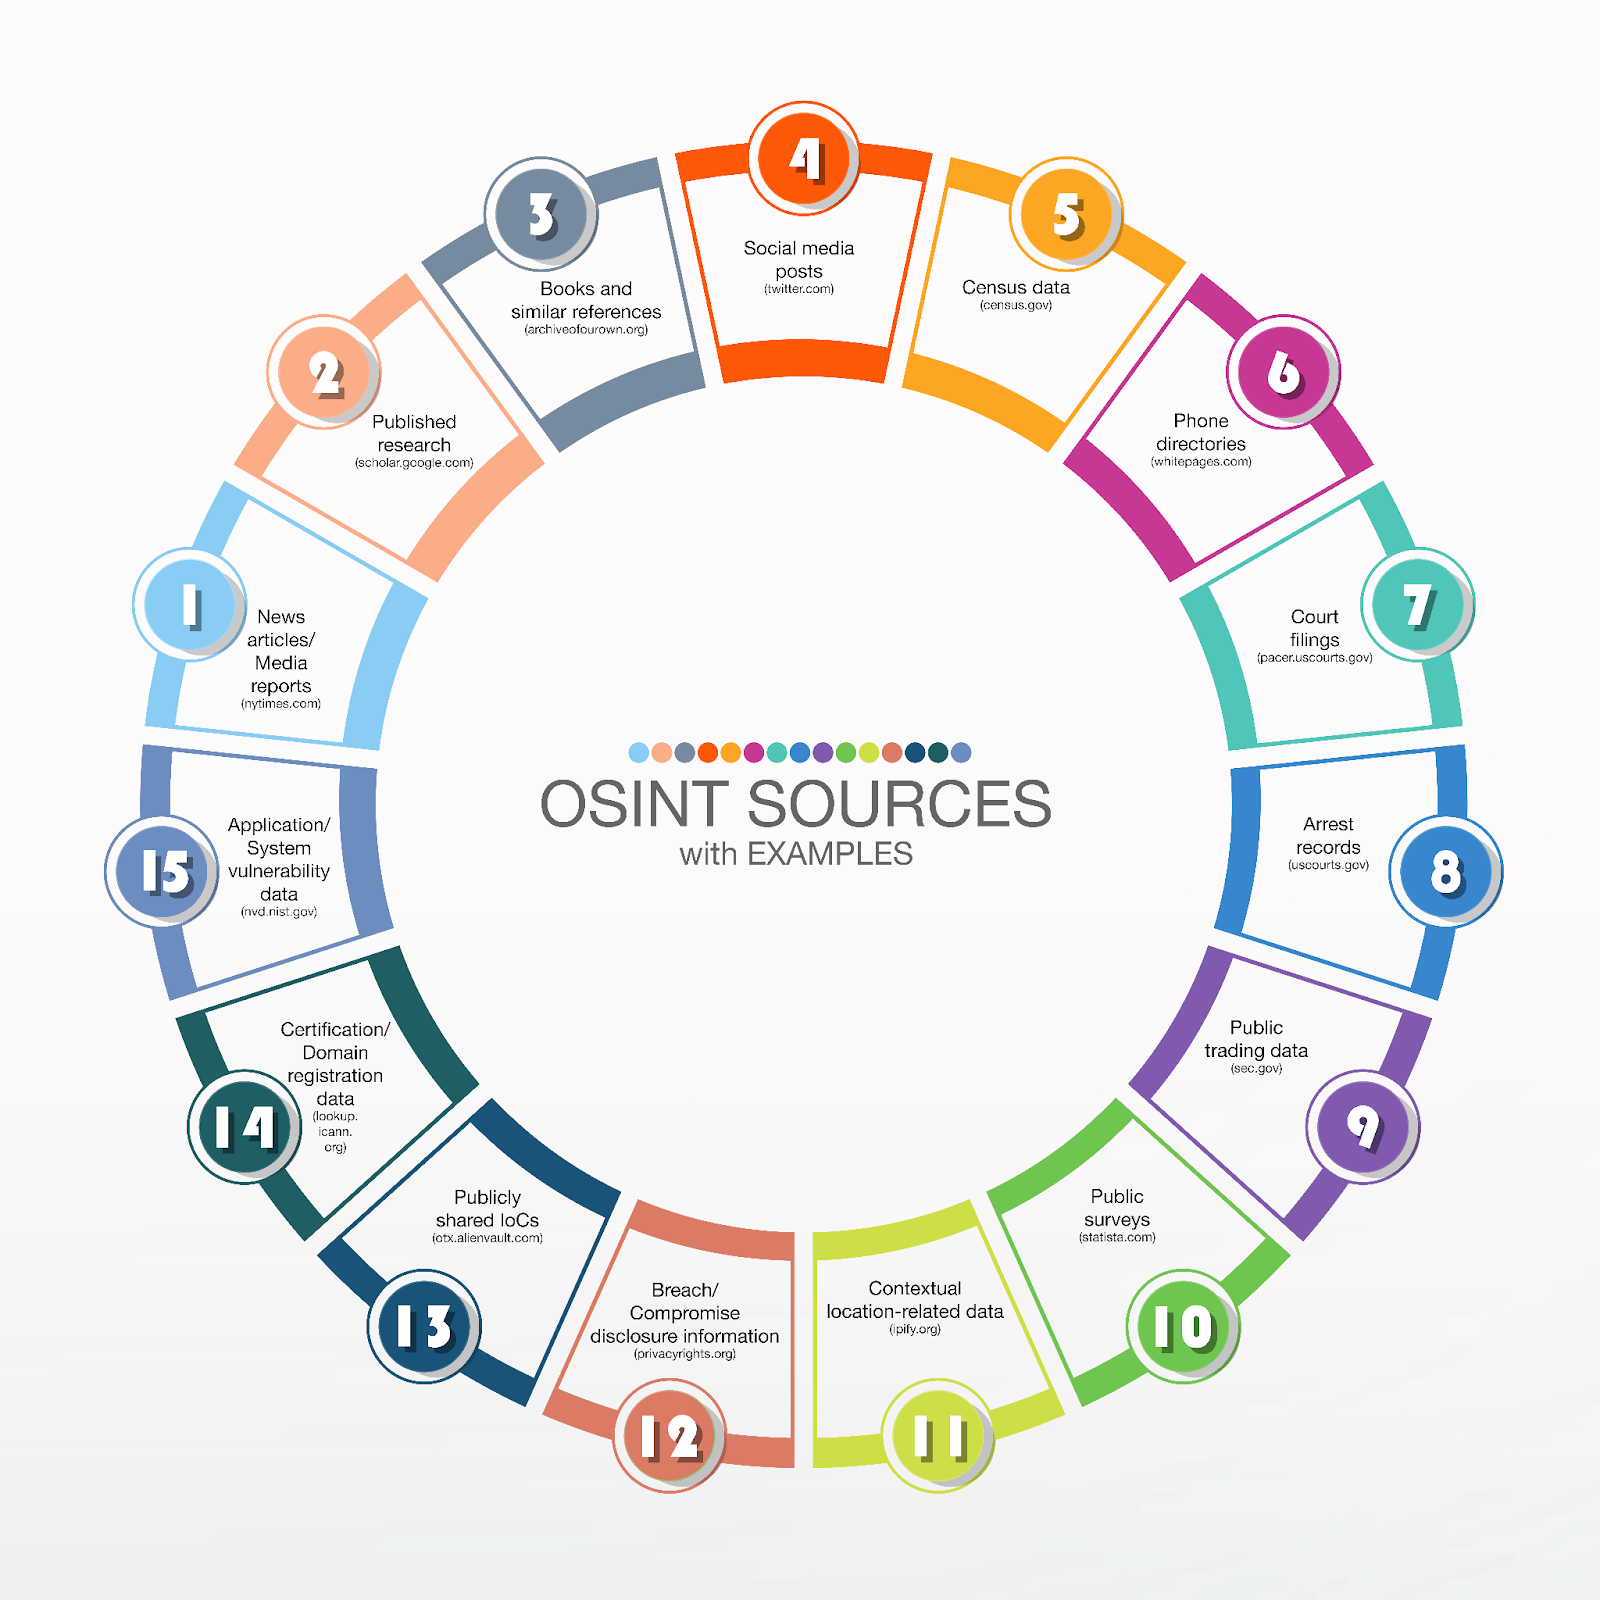 OSINT SOURCES
with EXAMPLES
1
News
articles/
Media
reports
(nytimes.com)
2
Published
research
(scholar.google.com)
3
Books and
similar references
(archiveofourown.org)
4
Social media
posts
(twitter.com)
5
Census data
(census.gov)
6
Phone
directories
(whitepages.com)
7
Court
filings
(pacer.uscourts.gov)
8
Arrest
records
(uscourts.gov)
9
Public
trading data
(sec.gov)
10
Public
surveys
(statista.com)
11
Contextual
location-related data
(ipify.org)
12
Breach/
Compromise
disclosure information
(privacyrights.org)
13
Publicly
shared IoCs
(otx.alienvault.com)
14
Certification/
Domain
registration
data
(lookup.
icann.
org)
15
Application/
System
vulnerability
data
(nvd.nist.gov)